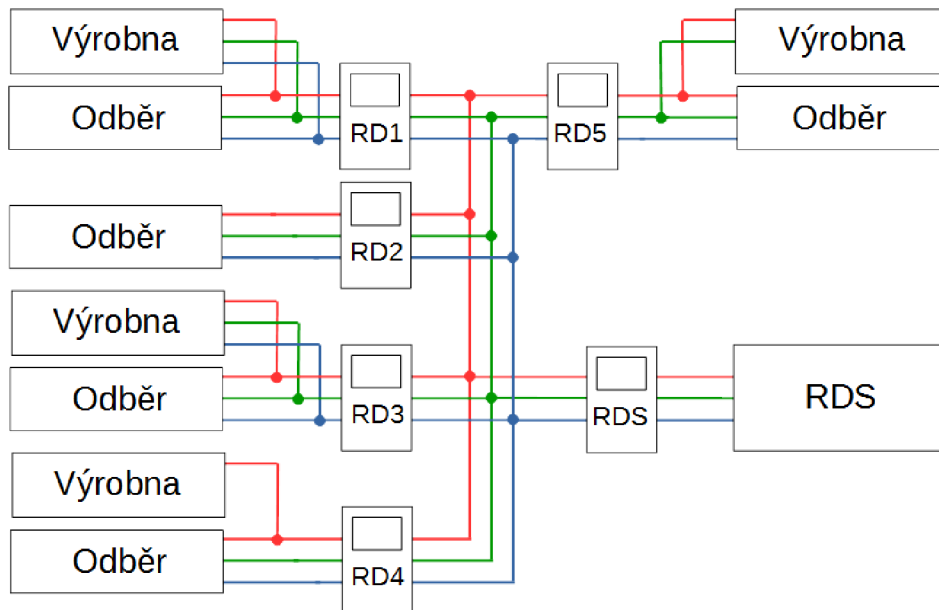 Výrobna
Odběr
RD1
RD5
Výrobna
Odběr
Odběr
RD2
Výrobna
Odběr
RD3
RDS
RDS
Výrobna
Odběr
RD4